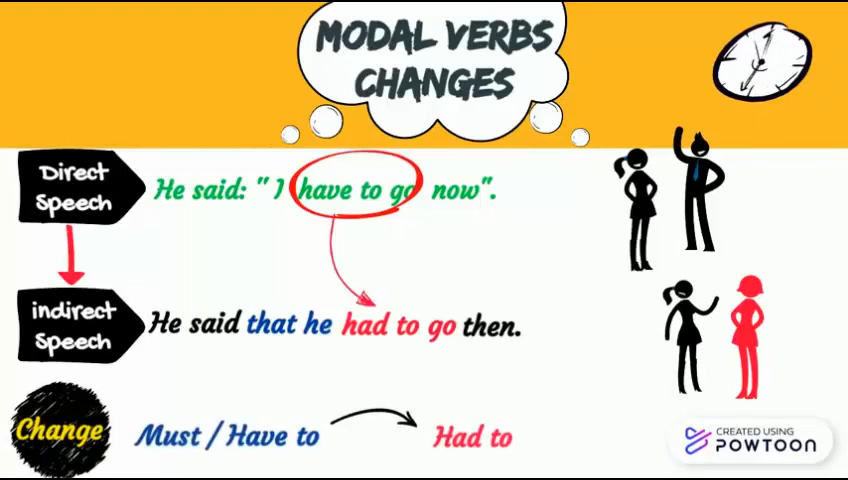 MODAL VERBS
CHANGES
Direct
Speech
He said: " I have to go now".
indirect
Speech
He said that he had to go then.
Change
Must / Have to
Had to
CREATED USING
POWTOON